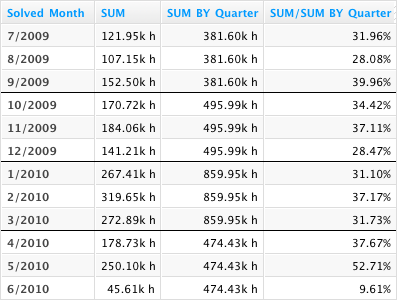 Solved Month SUM SUM BY Quarter SUM/SUM BY Quarter
7/2009 121.95k h 381.60k h 31.96%
8/2009 107.15k h 381.60k h 28.08%
9/2009 152.50k h 381.60k h 39.96%
10/2009 170.72k h 495.99k h 34.42%
11/2009 184.06k h 495.99k h 37.11%
12/2009 141.21k h 495.99k h 28.47%
1/2010 267.41k h 859.95k h 31.10%
2/2010 319.65k h 859.95k h 37.17%
3/2010 272.89k h 859.95k h 31.73%
4/2010 178.73k h 474.43k h 37.67%
5/2010 250.10k h 474.43k h 52.71%
6/2010 45.61k h 474.43k h 9.61%